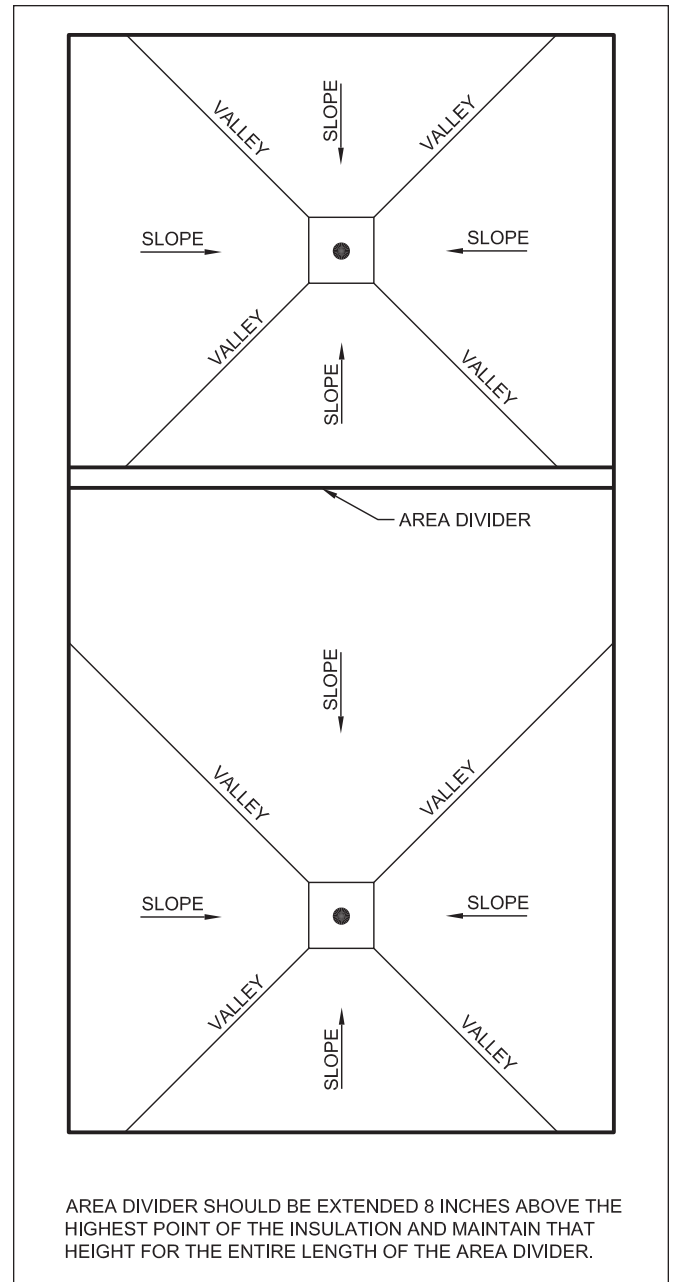 SLOPE
VALLEY
VALLEY
SLOPE
SLOPE
VALLEY
SLOPE
VALLEY
AREA DIVIDER
SLOPE
VALLEY
VALLEY
SLOPE
SLOPE
VALLEY
SLOPE
VALLEY
AREA DIVIDER SHOULD BE EXTENDED 8 INCHES ABOVE THE
HIGHEST POINT OF THE INSULATION AND MAINTAIN THAT
HEIGHT FOR THE ENTIRE LENGTH OF THE AREA DIVIDER.